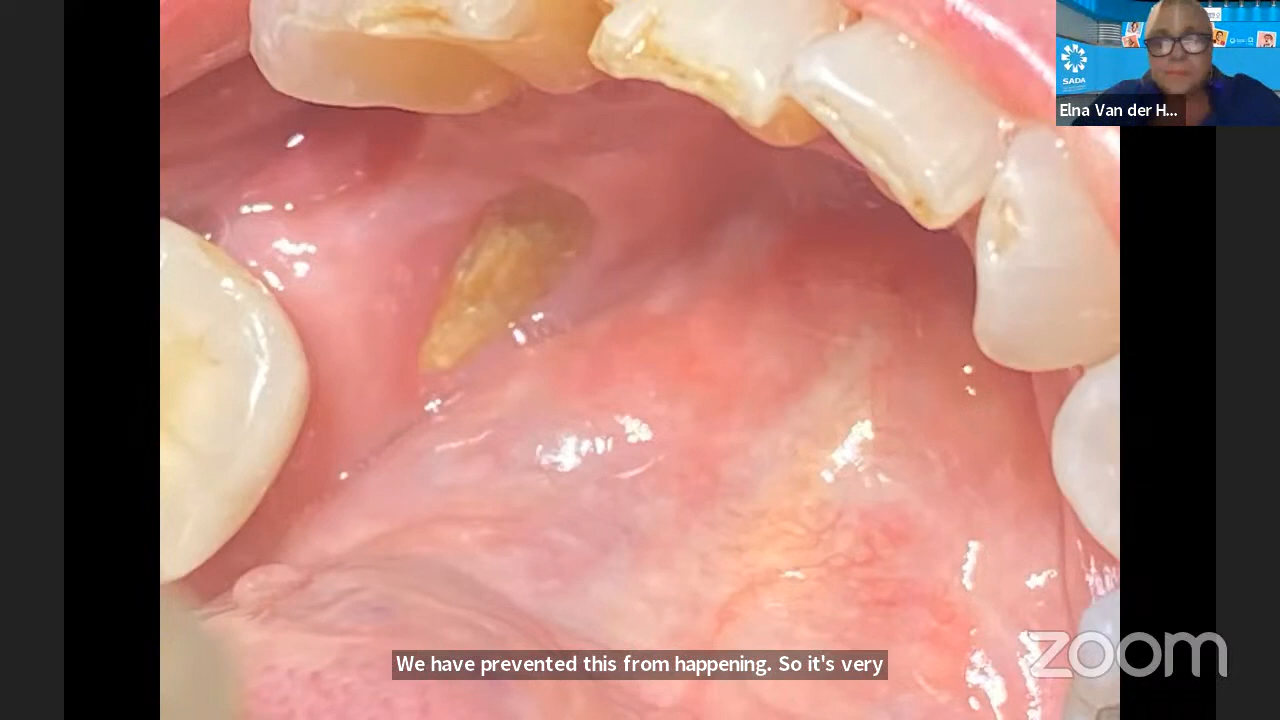 SADA
Elna Van der H...
We have prevented this from happening. So it's very
zoom